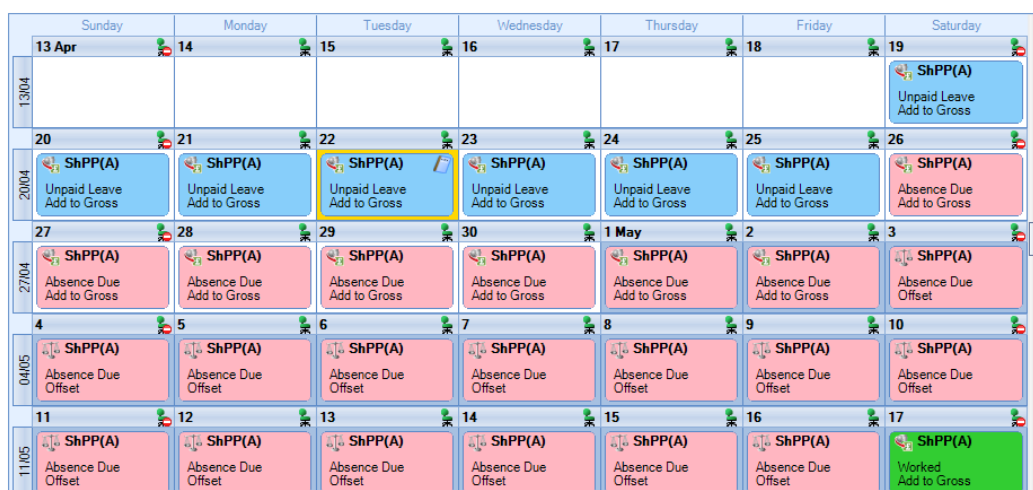 Sunday Monday Tuesday Wednesday Thursday Friday Saturday
13/04
13 Apr 14 15 16 17 18 19
ShPP(A)
Unpaid Leave
Add to Gross
20/04
20 21 22 23 24 25 26
ShPP(A) ShPP(A) ShPP(A) ShPP(A) ShPP(A) ShPP(A) ShPP(A)
Unpaid Leave Unpaid Leave Unpaid Leave Unpaid Leave Unpaid Leave Unpaid Leave Absence Due
Add to Gross Add to Gross Add to Gross Add to Gross Add to Gross Add to Gross Add to Gross
27/04
27 28 29 30 1 May 2 3
ShPP(A) ShPP(A) ShPP(A) ShPP(A) ShPP(A) ShPP(A) ShPP(A)
Absence Due Absence Due Absence Due Absence Due Absence Due Absence Due Absence Due
Add to Gross Add to Gross Add to Gross Add to Gross Add to Gross Add to Gross Offset
04/05
4 5 6 7 8 9 10
ShPP(A) ShPP(A) ShPP(A) ShPP(A) ShPP(A) ShPP(A) ShPP(A)
Absence Due Absence Due Absence Due Absence Due Absence Due Absence Due Absence Due
Offset Offset Offset Offset Offset Offset Offset
11/05
11 12 13 14 15 16 17
ShPP(A) ShPP(A) ShPP(A) ShPP(A) ShPP(A) ShPP(A) ShPP(A)
Absence Due Absence Due Absence Due Absence Due Absence Due Absence Due Worked
Offset Offset Offset Offset Offset Offset Add to Gross